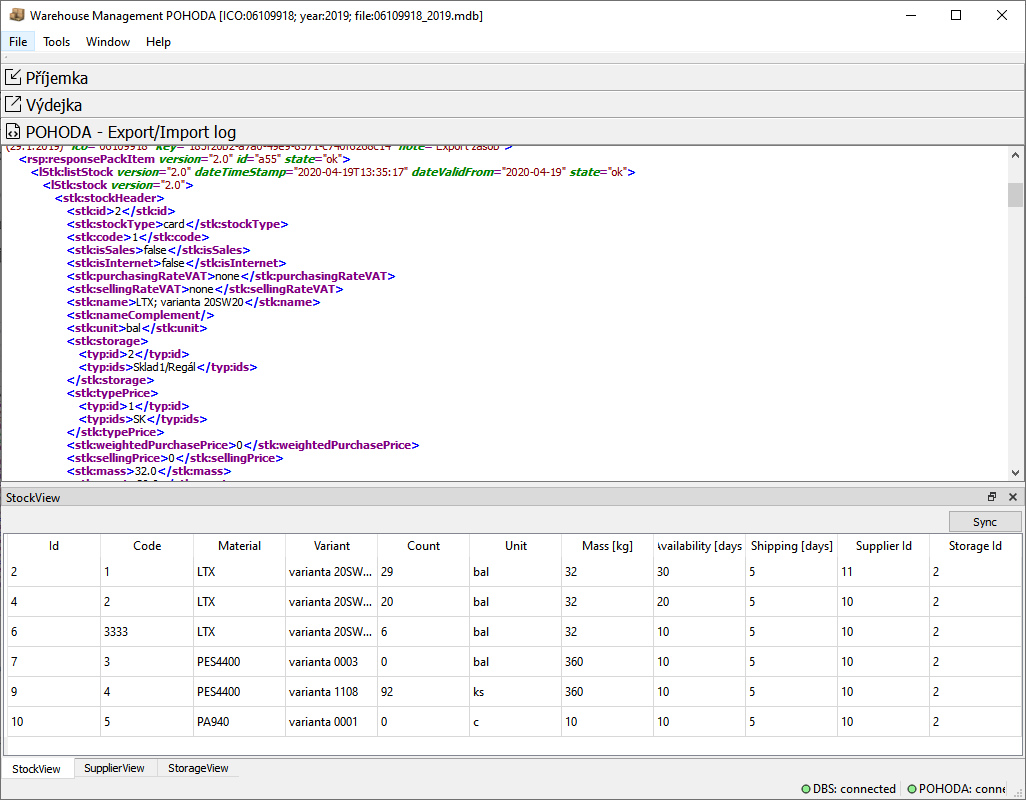 Warehouse Management POHODA [ICO:06109918; year:2019; file:06109918_2019.mdb]
File Tools Window Help
Příjemka
Výdejka
POHODA - Export/Import log
<rsp:responsePackItem version="2.0" id="a55" state="ok">
<lStk:listStock version="2.0" dateTimeStamp="2020-04-19T13:35:17" dateValidFrom="2020-04-19" state="ok">
<lStk:stock version="2.0">
<stk:stockHeader>
<stk:id>2</stk:id>
<stk:stockType>card</stk:stockType>
<stk:code>1</stk:code>
<stk:isSales>false</stk:isSales>
<stk:isInternet>false</stk:isInternet>
<stk:purchasingRateVAT>none</stk:purchasingRateVAT>
<stk:sellingRateVAT>none</stk:sellingRateVAT>
<stk:name>LTX; varianta 20SW20</stk:name>
<stk:nameComplement/>
<stk:unit>bal</stk:unit>
<stk:storage>
<typ:id>2</typ:id>
<typ:ids>Sklad1/Regál</typ:ids>
</stk:storage>
<stk:typePrice>
<typ:id>1</typ:id>
<typ:ids>SK</typ:ids>
</stk:typePrice>
<stk:weightedPurchasePrice>0</stk:weightedPurchasePrice>
<stk:sellingPrice>0</stk:sellingPrice>
<stk:mass>32.0</stk:mass>
StockView
Sync
Id Code Material Variant Count Unit Mass [kg] Availability [days Shipping [days] Supplier Id Storage Id
2 1 LTX varianta 20SW... 29 bal 32 30 5 11 2
4 2 LTX varianta 20SW... 20 bal 32 20 5 10 2
6 3333 LTX varianta 20SW... 6 bal 32 10 5 10 2
7 3 PES4400 varianta 0003 0 bal 360 10 5 10 2
9 4 PES4400 varianta 1108 92 ks 360 10 5 10 2
10 5 PA940 varianta 0001 0 c 10 10 5 10 2
StockView SupplierView StorageView
DBS: connected POHODA: conne